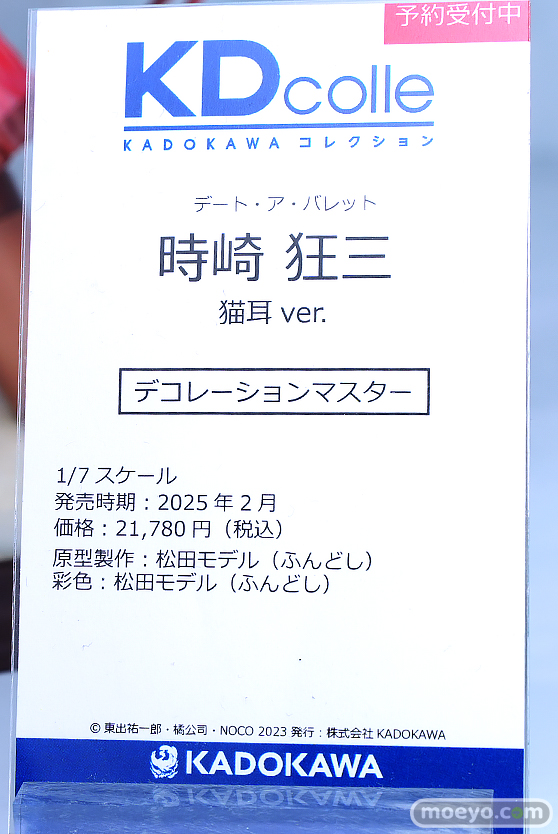 予約受付中
KDcolle
KADOKAWA コレクション
デート・ア・バレット
時崎 狂三
猫耳 ver.
デコレーションマスター
1/7 スケール
発売時期：2025 年 2 月
価格：21,780 円（税込）
原型製作：松田モデル（ふんどし）
彩色：松田モデル（ふんどし）
© 東出祐一郎・橘公司・NOCO 2023 発行：株式会社 KADOKAWA
KADOKAWA
moeyo.com